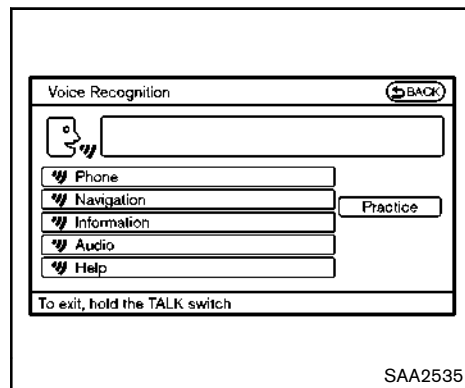 Voice Recognition
BACK
Phone
Navigation
Practice
Information
Audio
Help
To exit, hold the TALK switch
SAA2535